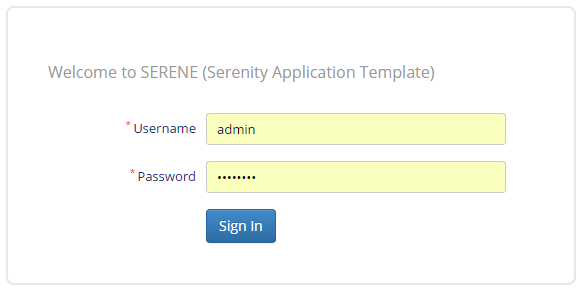 Welcome to SERENE (Serenity Application Template)
* Username
admin
* Password
••••••••
Sign In